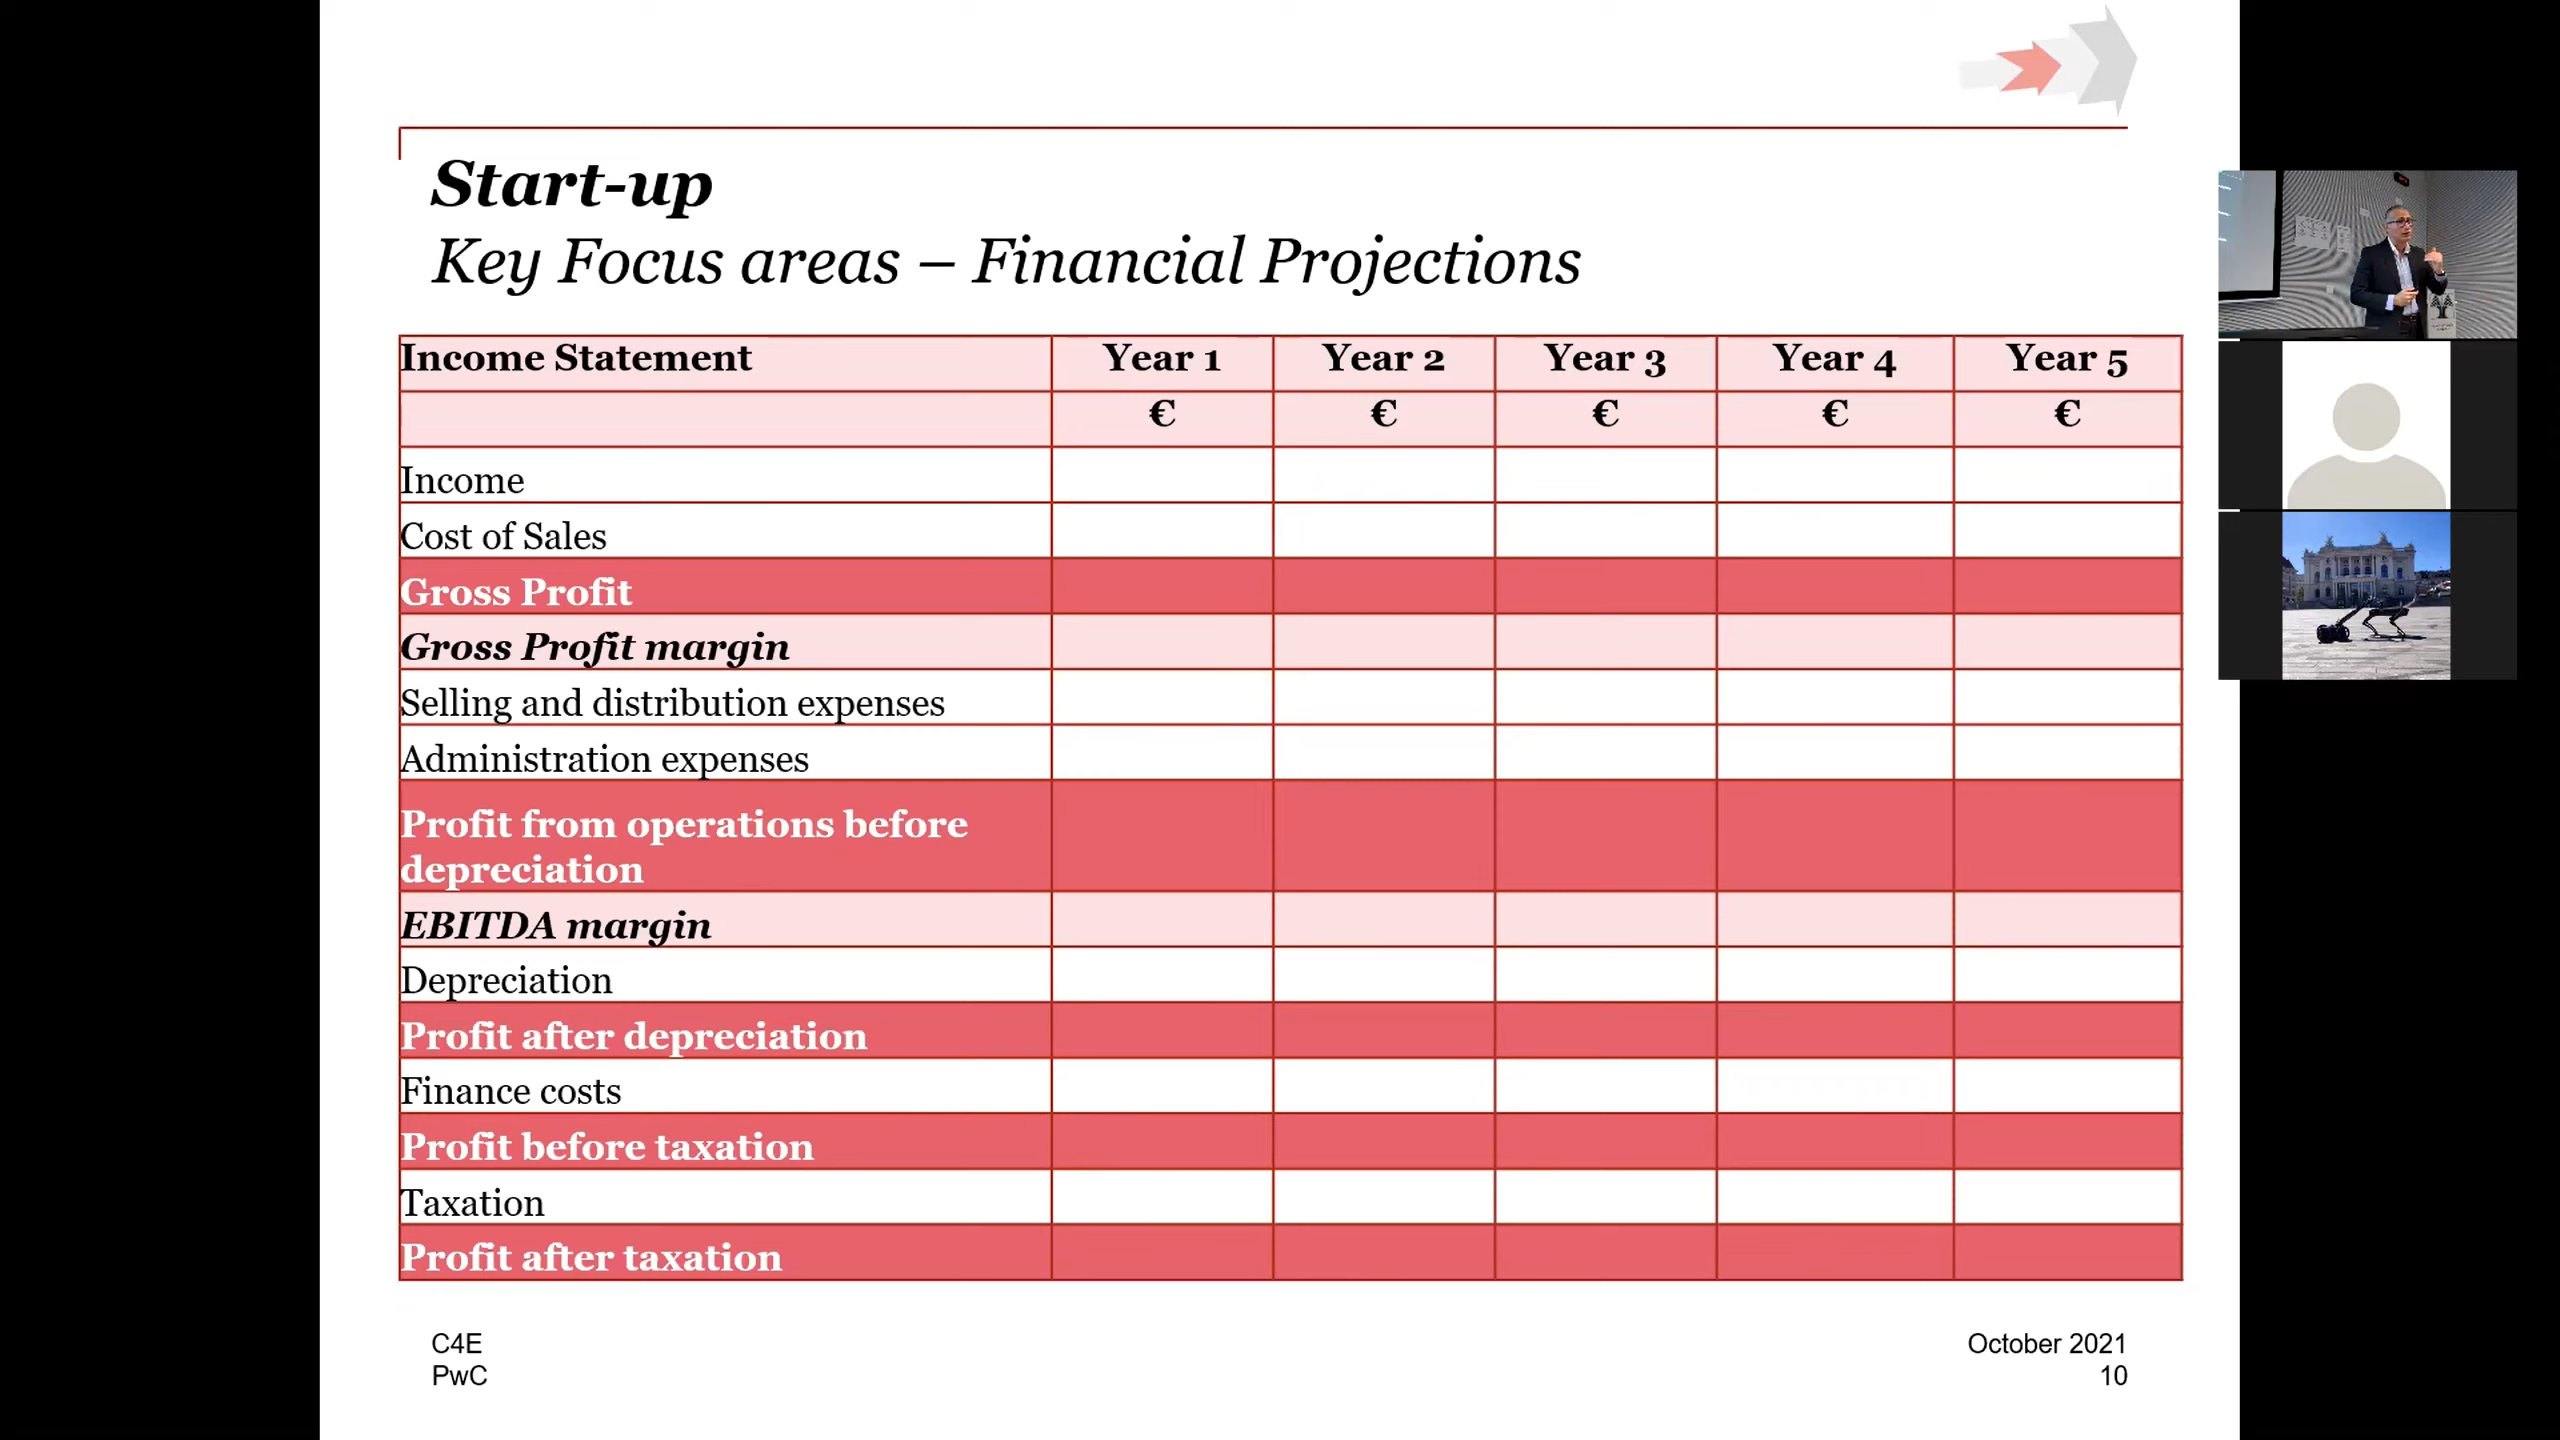 Start-up
Key Focus areas – Financial Projections
Income Statement Year 1 Year 2 Year 3 Year 4 Year 5
€ € € € €
Income
Cost of Sales
Gross Profit
Gross Profit margin
Selling and distribution expenses
Administration expenses
Profit from operations before
depreciation
EBITDA margin
Depreciation
Profit after depreciation
Finance costs
Profit before taxation
Taxation
Profit after taxation
C4E
PwC
October 2021
10